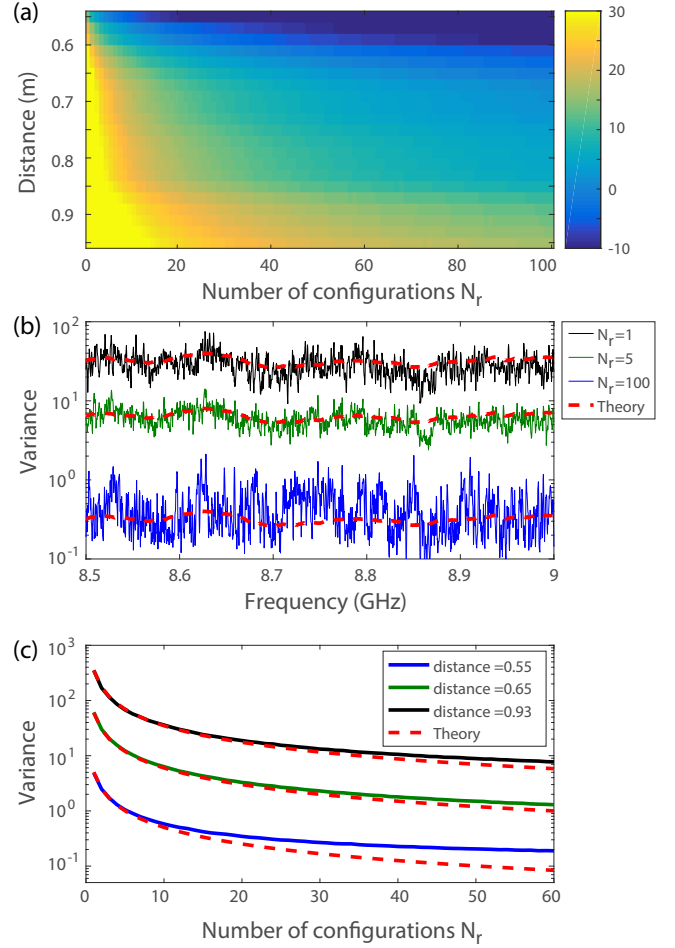 (a)
0.6
0.7
0.8
0.9
Distance (m)
0 20 40 60 80 100
Number of configurations N_r
30
20
10
0
-10
(b)
10^2
10^1
10^0
10^-1
Variance
8.5 8.6 8.7 8.8 8.9 9
Frequency (GHz)
N_r=1
N_r=5
N_r=100
Theory
(c)
10^3
10^2
10^1
10^0
10^-1
Variance
0 10 20 30 40 50 60
Number of configurations N_r
distance =0.55
distance =0.65
distance =0.93
Theory